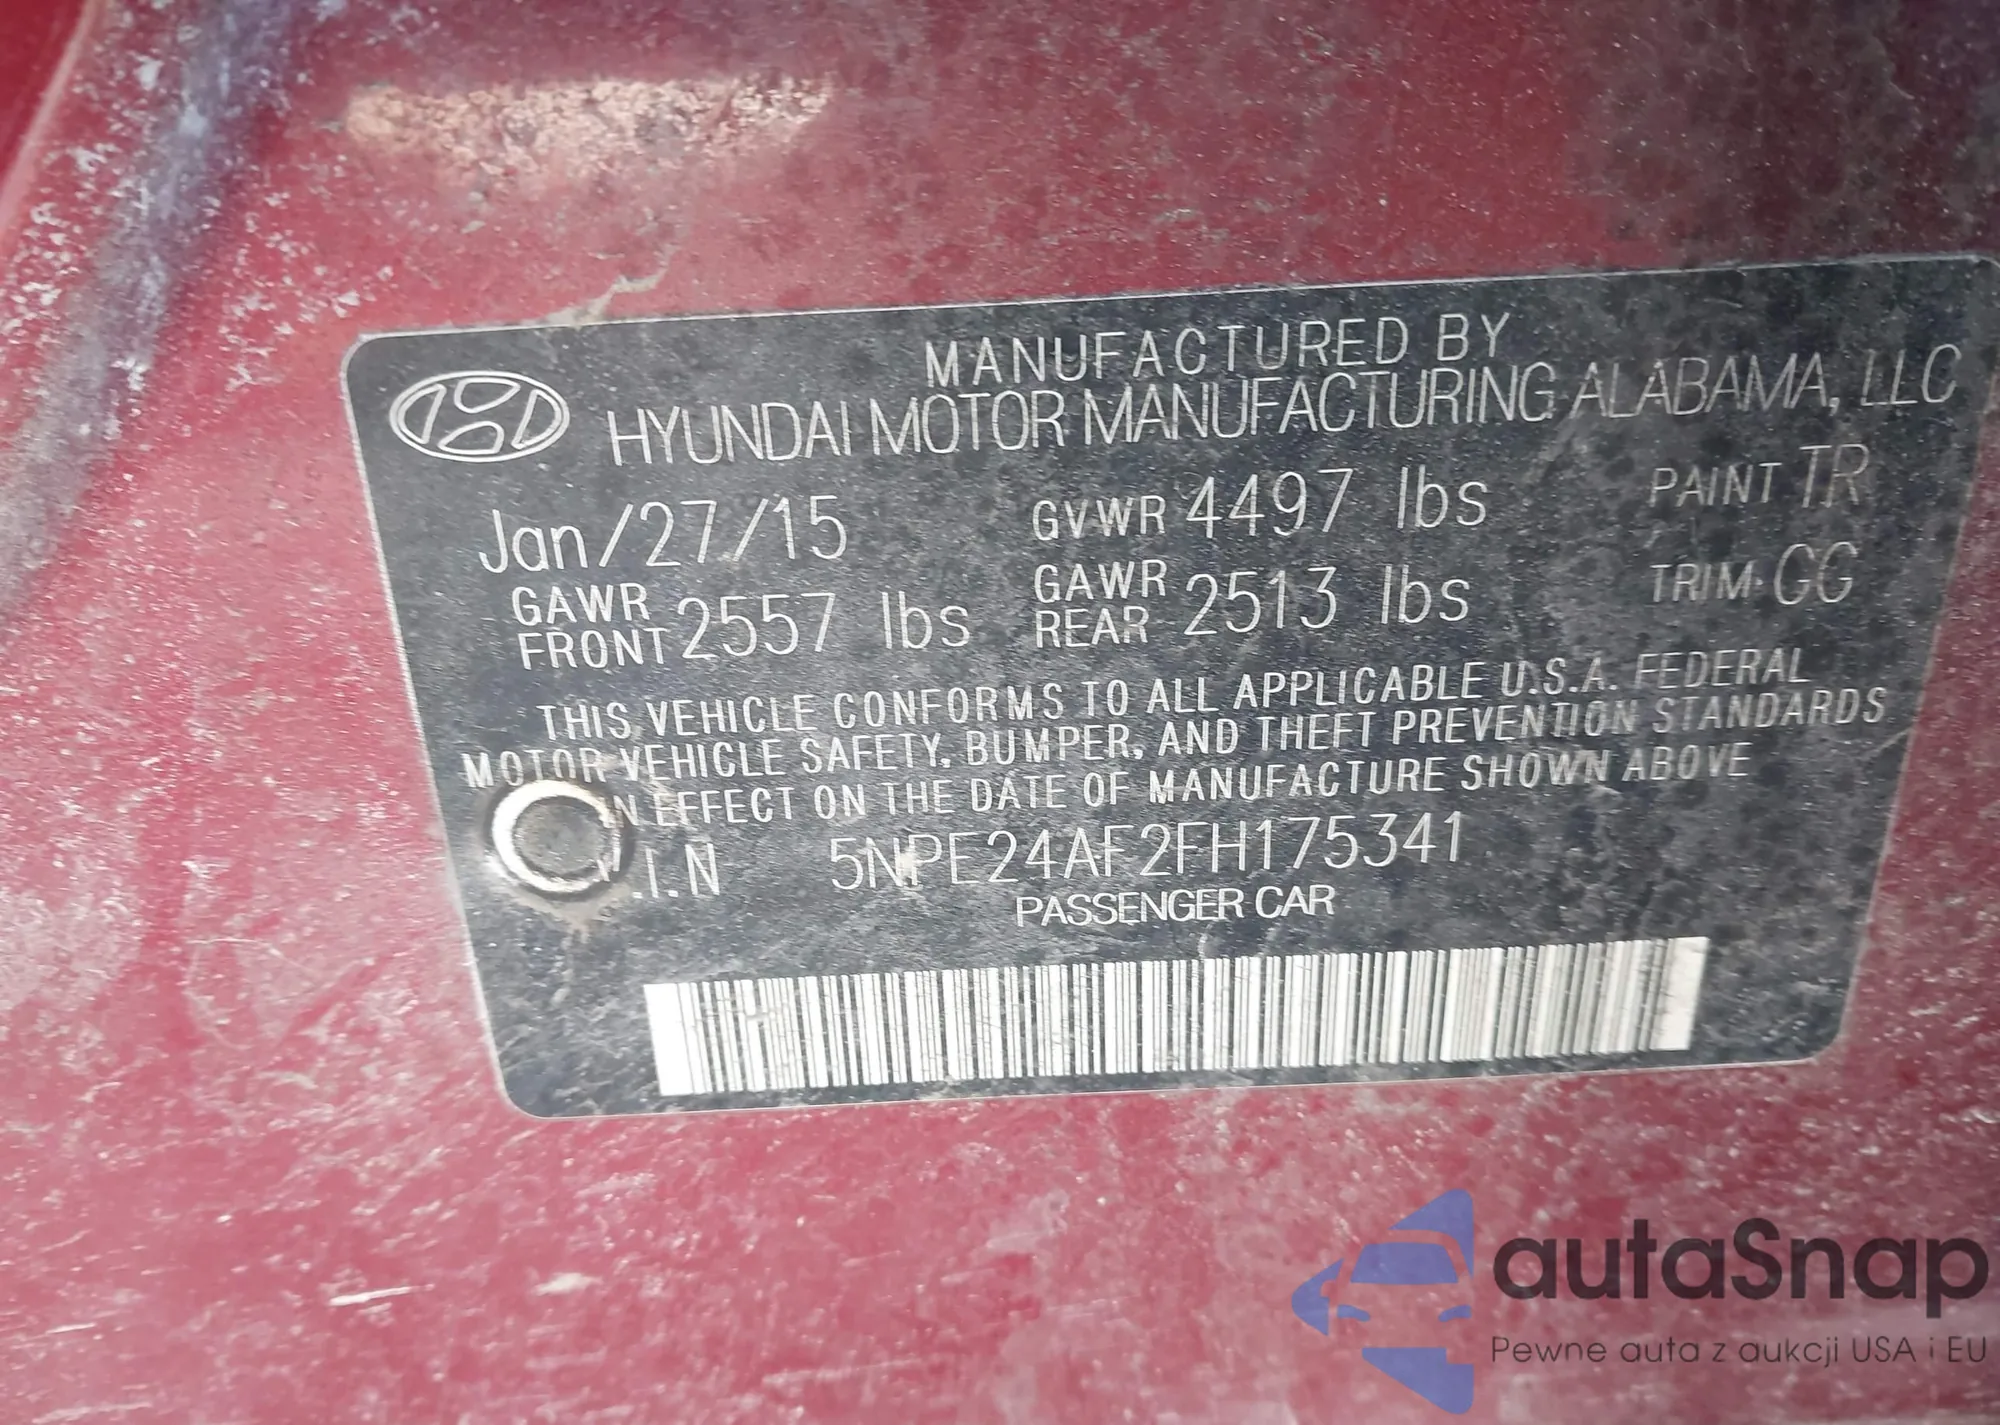 MANUFACTURED BY
HYUNDAI MOTOR MANUFACTURING ALABAMA, LLC
Jan/27/15 GVWR 4497 lbs PAINT TR
GAWR FRONT 2557 lbs GAWR REAR 2513 lbs TRIM GG
THIS VEHICLE CONFORMS TO ALL APPLICABLE U.S.A. FEDERAL
MOTOR VEHICLE SAFETY, BUMPER, AND THEFT PREVENTION STANDARDS
IN EFFECT ON THE DATE OF MANUFACTURE SHOWN ABOVE
.I.N 5NPE24AF2FH175341
PASSENGER CAR
autaSnap
Pewne auta z aukcji USA i EU